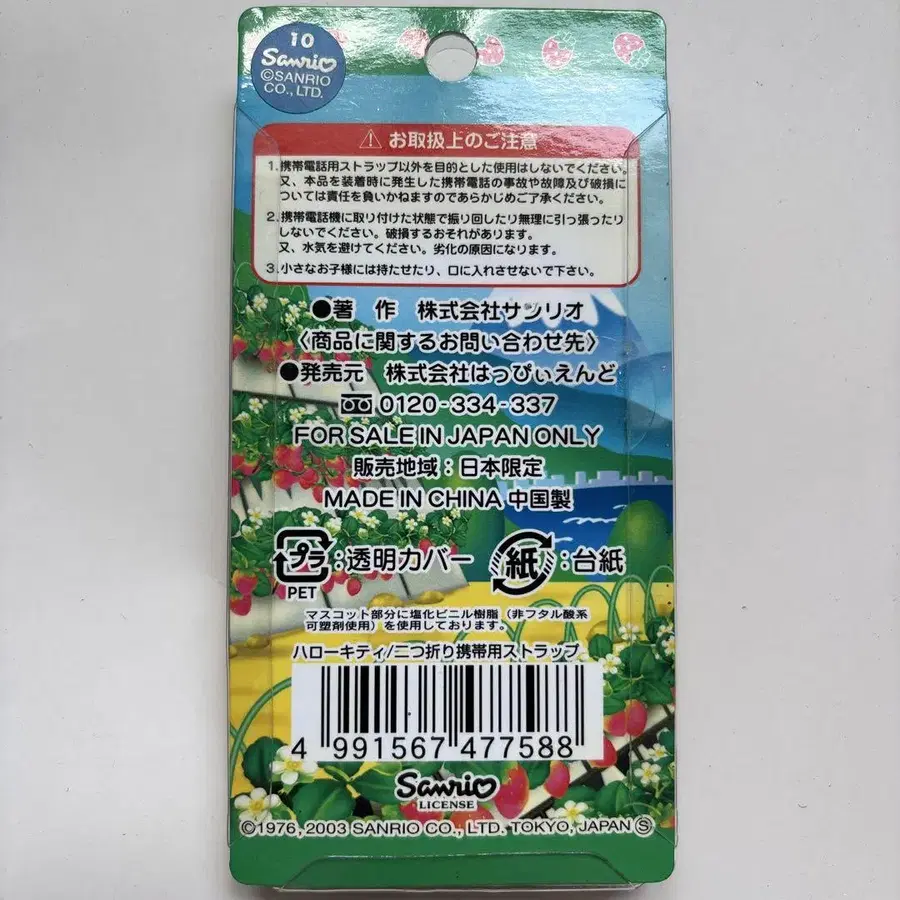 10
Sanrio
©SANRIO
CO., LTD.
⚠ お取扱上のご注意
1. 携帯電話用ストラップ以外を目的とした使用はしないでください。
又、本品を装着時に発生した携帯電話の事故や故障及び破損に
ついては責任を負いかねますのであらかじめご了承ください。
2. 携帯電話機に取り付けた状態で振り回したり無理に引っ張ったり
しないでください。破損するおそれがあります。
又、水気を避けてください。劣化の原因になります。
3. 小さなお子様には持たせたり、口に入れさせないで下さい。
●著 作 株式会社サンリオ
〈商品に関するお問い合わせ先〉
●発売元 株式会社はっぴぃえんど
0120-334-337
FOR SALE IN JAPAN ONLY
販売地域：日本限定
MADE IN CHINA 中国製
プラ：透明カバー 紙：台紙
PET
マスコット部分に塩化ビニル樹脂（非フタル酸系
可塑剤使用）を使用しております。
ハローキティ/二つ折り携帯用ストラップ
4 991567 477588
Sanrio
LICENSE
©1976, 2003 SANRIO CO., LTD. TOKYO, JAPAN Ⓢ